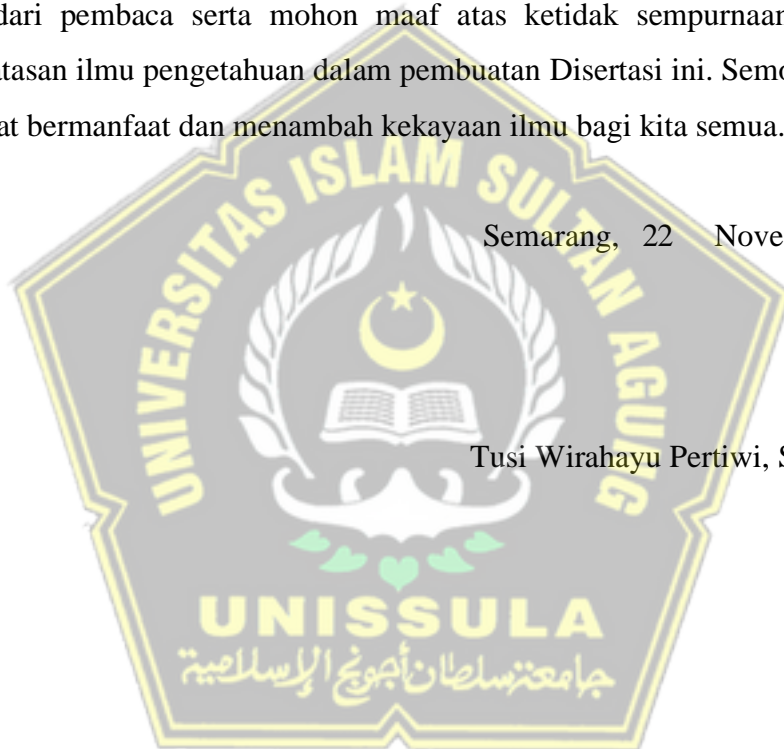 dari pembaca serta mohon maaf atas ketidak sempurnaan
atasan ilmu pengetahuan dalam pembuatan Disertasi ini. Semo
at bermanfaat dan menambah kekayaan ilmu bagi kita semua.
Semarang, 22 Nove
Tusi Wirahayu Pertiwi, S
UNIVERSITAS ISLAM SULTAN AGUNG
UNISSULA
جامعة سلطان أجونج الإسلامية